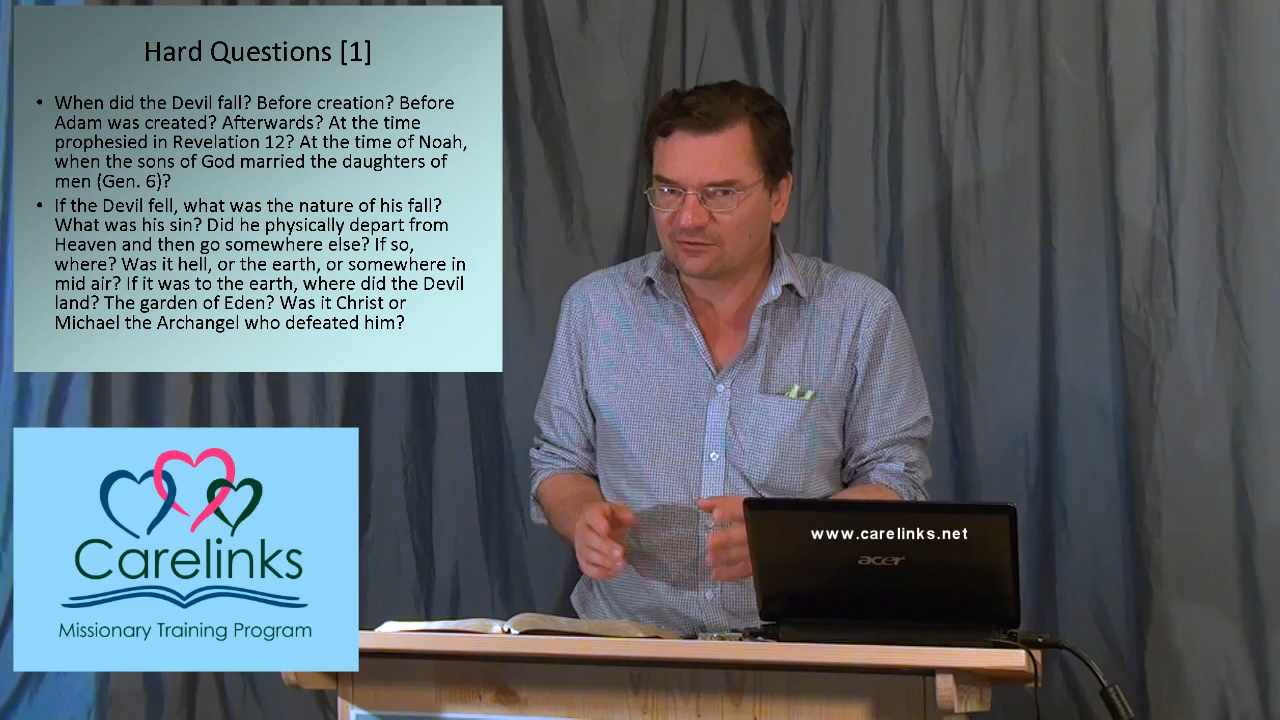 Hard Questions [1]
• When did the Devil fall? Before creation? Before
Adam was created? Afterwards? At the time
prophesied in Revelation 12? At the time of Noah,
when the sons of God married the daughters of
men (Gen. 6)?
• If the Devil fell, what was the nature of his fall?
What was his sin? Did he physically depart from
Heaven and then go somewhere else? If so,
where? Was it hell, or the earth, or somewhere in
mid air? If it was to the earth, where did the Devil
land? The garden of Eden? Was it Christ or
Michael the Archangel who defeated him?
Carelinks
Missionary Training Program
www.carelinks.net
acer